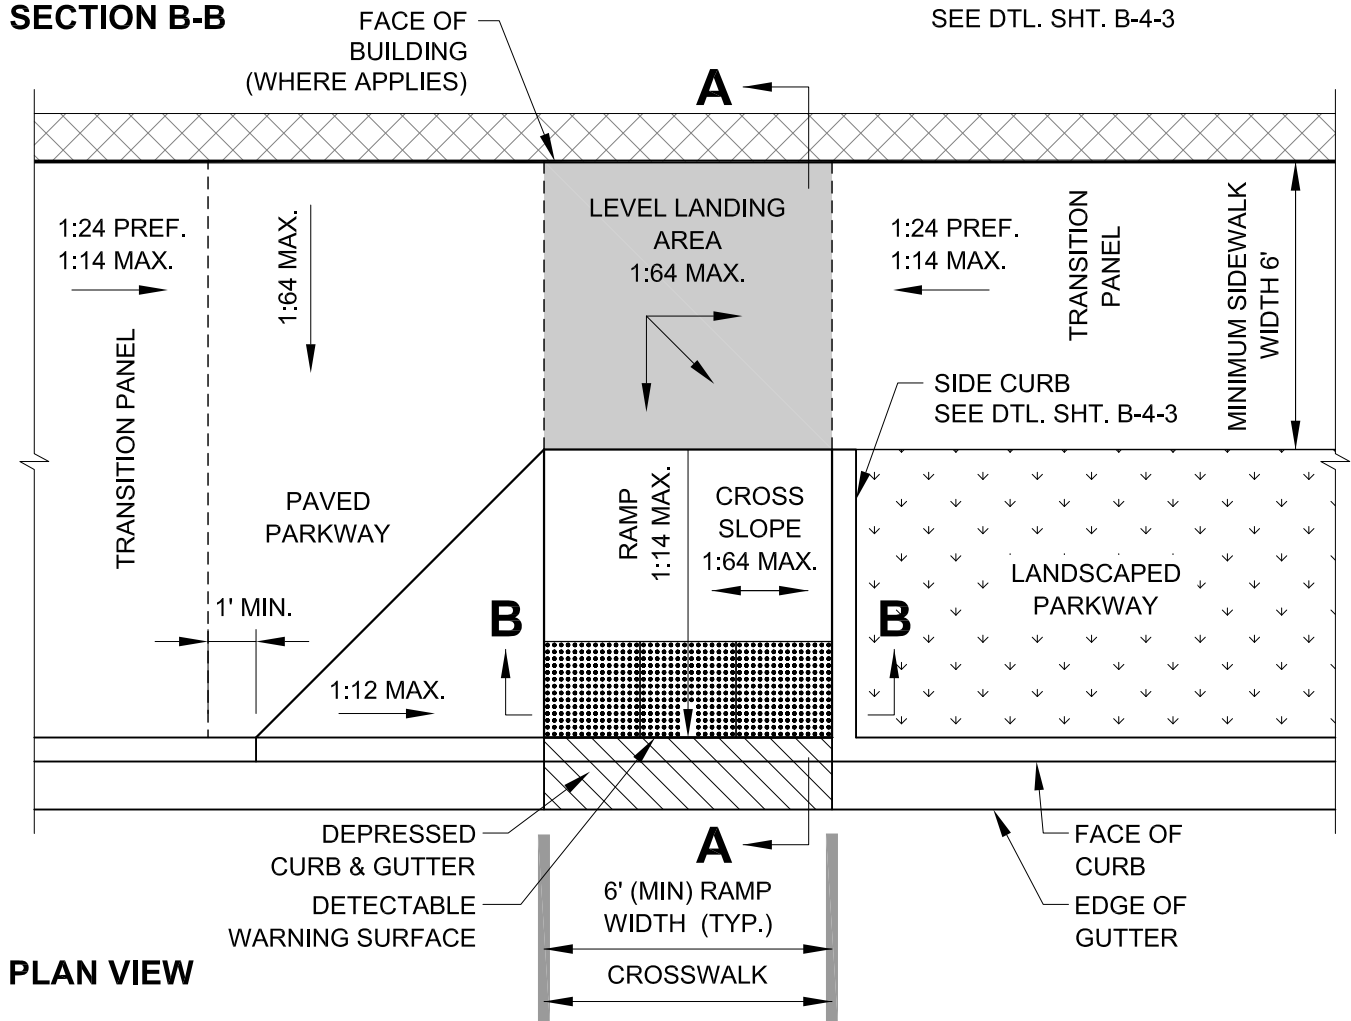 SECTION B-B
SEE DTL. SHT. B-4-3
FACE OF
BUILDING
(WHERE APPLIES)
A
1:24 PREF.
1:14 MAX.
1:64 MAX.
LEVEL LANDING
AREA
1:64 MAX.
1:24 PREF.
1:14 MAX.
TRANSITION
PANEL
MINIMUM SIDEWALK
WIDTH 6'
TRANSITION PANEL
SIDE CURB
SEE DTL. SHT. B-4-3
PAVED
PARKWAY
RAMP
1:14 MAX.
CROSS
SLOPE
1:64 MAX.
LANDSCAPED
PARKWAY
1' MIN.
B
B
1:12 MAX.
DEPRESSED
CURB & GUTTER
A
FACE OF
CURB
DETECTABLE
WARNING SURFACE
6' (MIN) RAMP
WIDTH (TYP.)
EDGE OF
GUTTER
CROSSWALK
PLAN VIEW